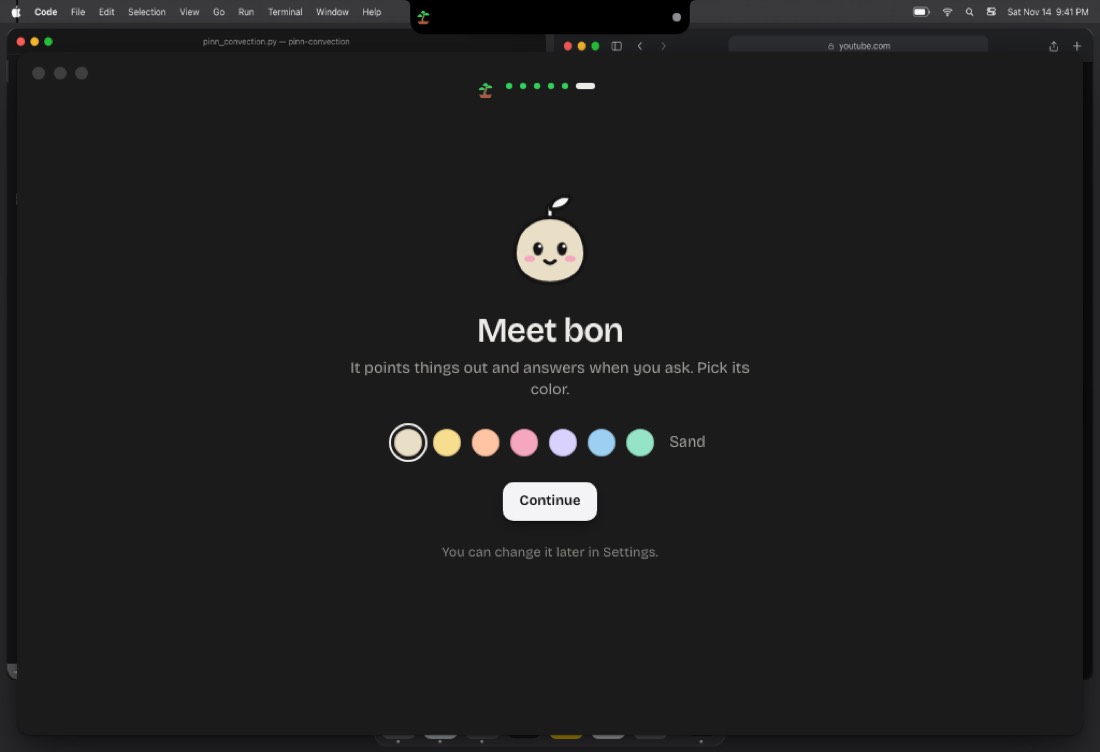 Code File Edit Selection View Go Run Terminal Window Help Sat Nov 14 9:41 PM
pinn_convection.py — pinn-convection
youtube.com
Meet bon
It points things out and answers when you ask. Pick its
color.
Sand
Continue
You can change it later in Settings.